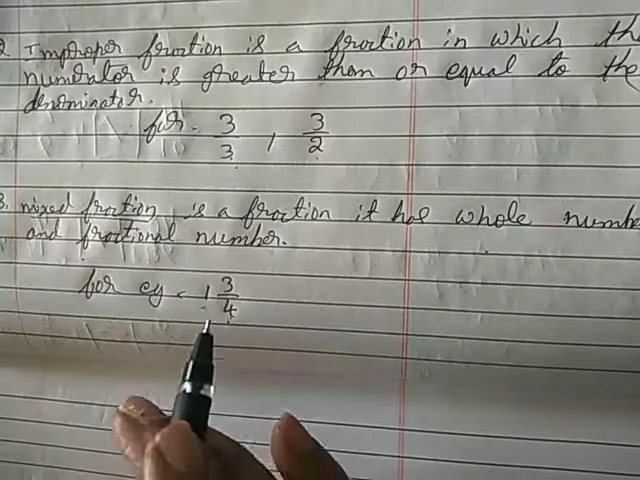 2. Improper fraction is a fraction in which the
numerator is greater than or equal to the
denominator.
for. 3/3 , 3/2
3. mixed fraction, is a fraction it has whole numbe
and fractional number.
for eg - 1 3/4